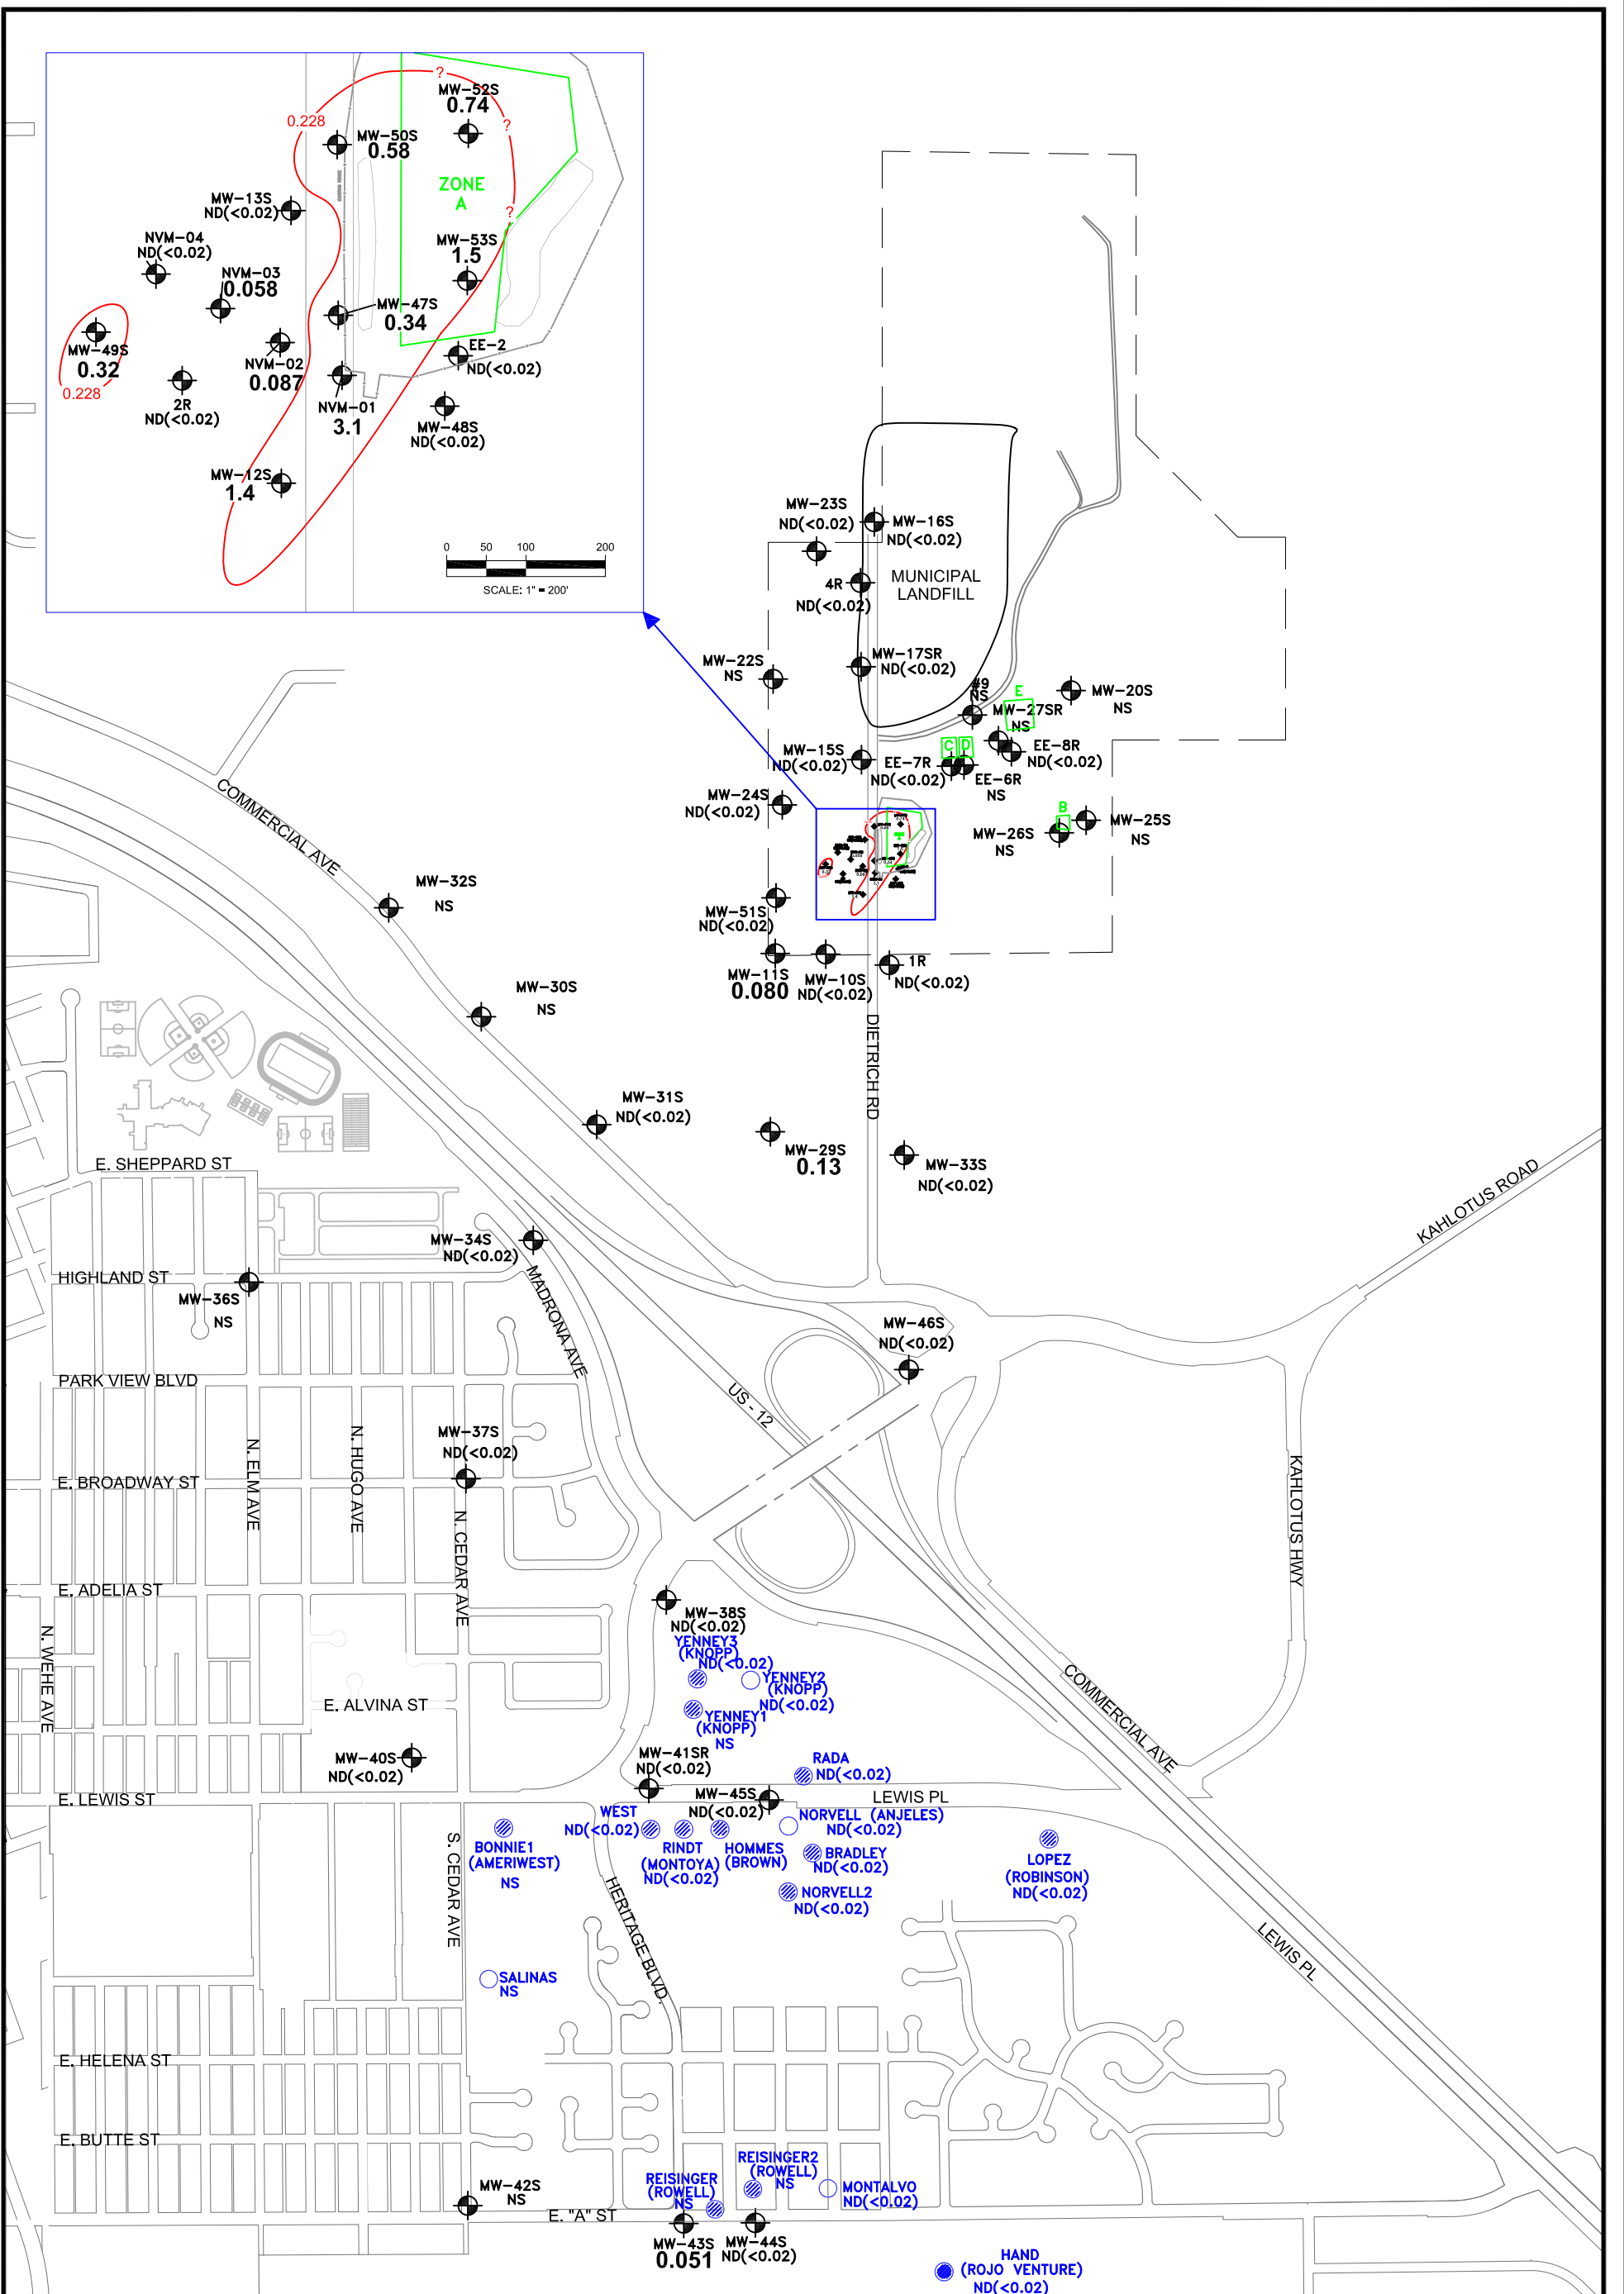 ?
MW-52S
0.74
0.228
?
MW-50S
0.58
ZONE
A
MW-13S
ND(<0.02)
?
NVM-04
ND(<0.02)
MW-53S
1.5
NVM-03
0.058
MW-47S
0.34
MW-49S
0.32
0.228
NVM-02
0.087
EE-2
ND(<0.02)
2R
ND(<0.02)
NVM-01
3.1
MW-48S
ND(<0.02)
MW-12S
1.4
0 50 100 200
SCALE: 1" = 200'
MW-23S
ND(<0.02)
MW-16S
ND(<0.02)
4R
ND(<0.02)
MUNICIPAL
LANDFILL
MW-22S
NS
MW-17SR
ND(<0.02)
#9
NS
E
MW-20S
NS
MW-27SR
NS
MW-15S
ND(<0.02)
C
D
EE-7R
ND(<0.02)
EE-8R
ND(<0.02)
EE-6R
NS
MW-24S
ND(<0.02)
B
MW-25S
NS
MW-26S
NS
COMMERCIAL AVE
MW-32S
NS
MW-51S
ND(<0.02)
MW-11S
0.080
MW-10S
ND(<0.02)
1R
ND(<0.02)
MW-30S
NS
DIETRICH RD
MW-31S
ND(<0.02)
MW-29S
0.13
MW-33S
ND(<0.02)
E. SHEPPARD ST
KAHLOTUS ROAD
MW-34S
ND(<0.02)
HIGHLAND ST
MW-36S
NS
MADRONA AVE
MW-46S
ND(<0.02)
PARK VIEW BLVD
US - 12
MW-37S
ND(<0.02)
N. ELM AVE
N. HUGO AVE
E. BROADWAY ST
KAHLOTUS HWY
N. CEDAR AVE
E. ADELIA ST
MW-38S
ND(<0.02)
N. WEHE AVE
YENNEY3
(KNOPP)
ND(<0.02)
YENNEY2
(KNOPP)
ND(<0.02)
COMMERCIAL AVE
E. ALVINA ST
YENNEY1
(KNOPP)
NS
MW-40S
ND(<0.02)
MW-41SR
ND(<0.02)
RADA
ND(<0.02)
MW-45S
ND(<0.02)
LEWIS PL
E. LEWIS ST
WEST
ND(<0.02)
NORVELL (ANJELES)
ND(<0.02)
BONNIE1
(AMERIWEST)
NS
RINDT
(MONTOYA)
ND(<0.02)
HOMMES
(BROWN)
BRADLEY
ND(<0.02)
LOPEZ
(ROBINSON)
ND(<0.02)
S. CEDAR AVE
HERITAGE BLVD.
NORVELL2
ND(<0.02)
LEWIS PL
SALINAS
NS
E. HELENA ST
E. BUTTE ST
MW-42S
NS
REISINGER
(ROWELL)
NS
REISINGER2
(ROWELL)
NS
MONTALVO
ND(<0.02)
E. "A" ST
MW-43S
0.051
MW-44S
ND(<0.02)
HAND
(ROJO VENTURE)
ND(<0.02)